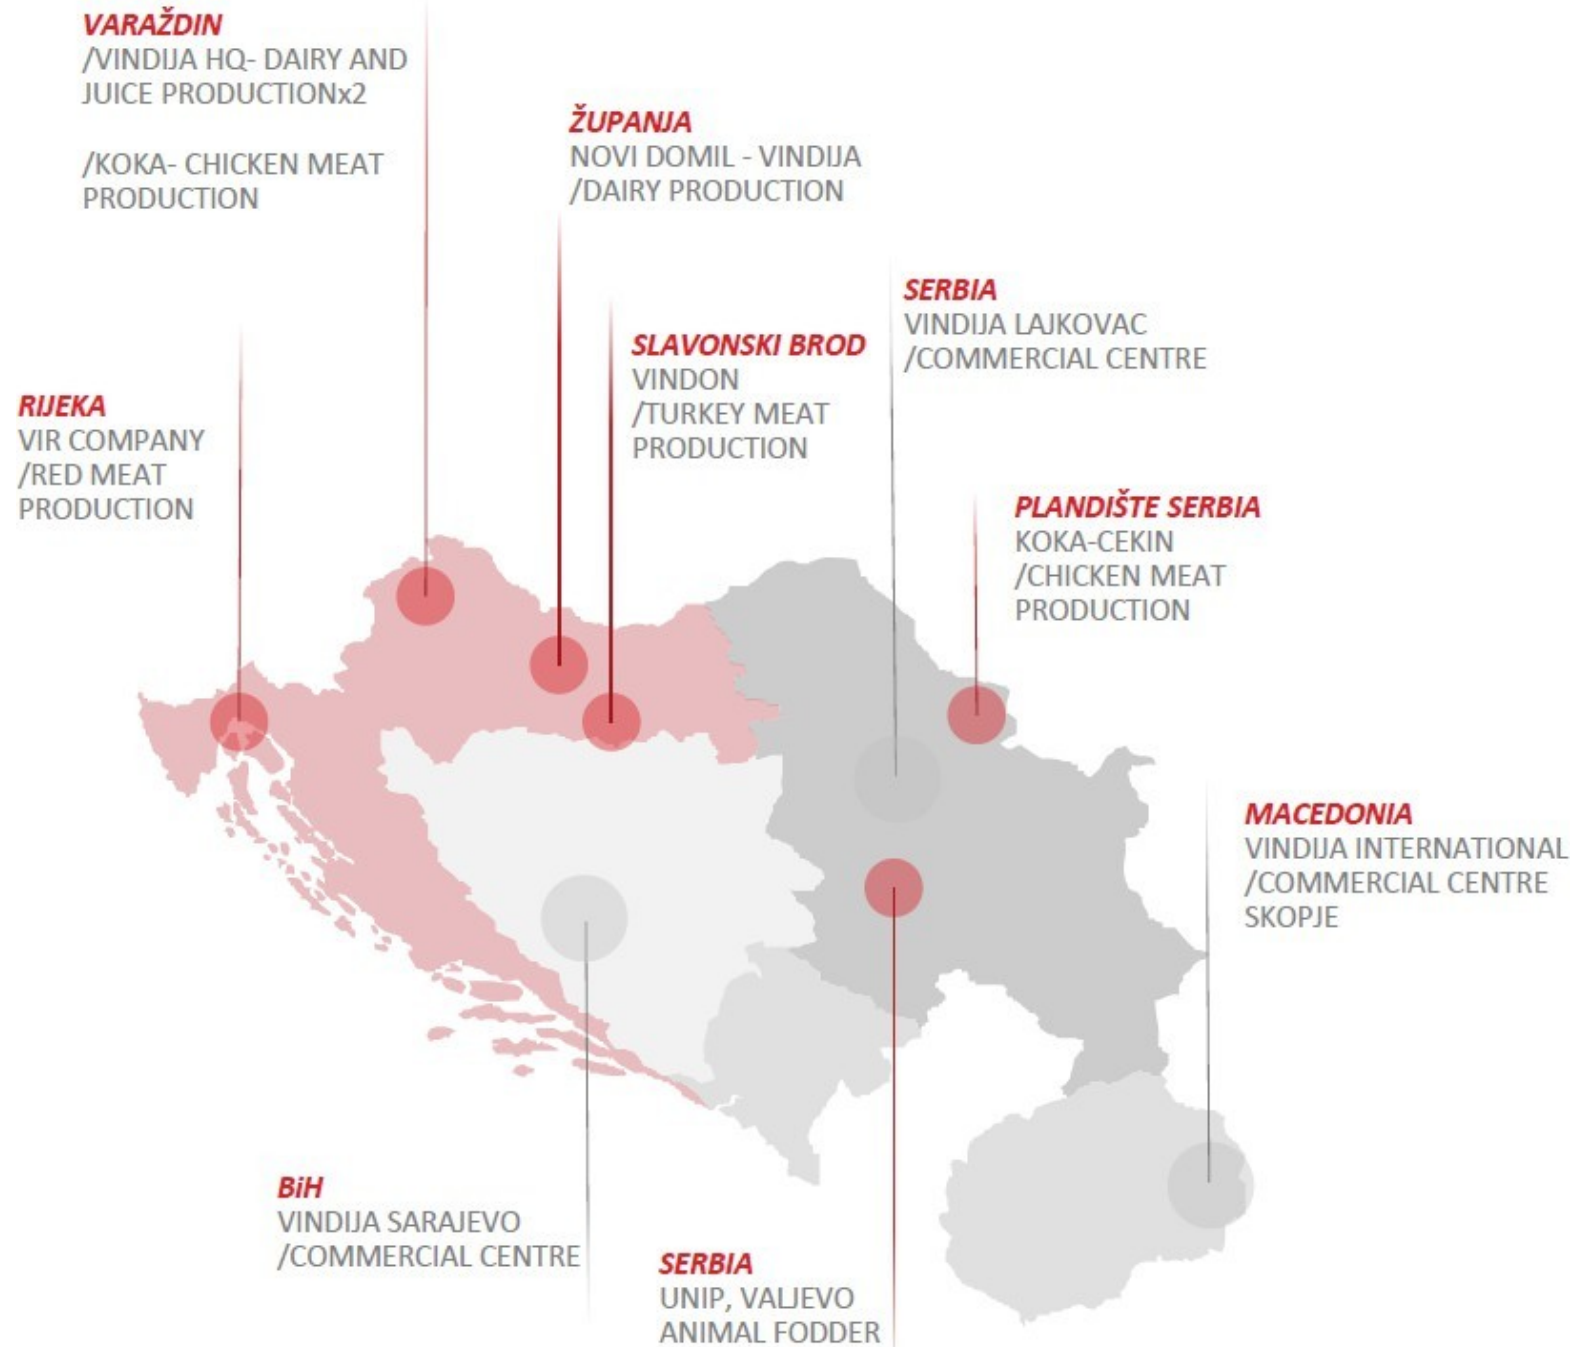 VARAŽDIN
/VINDIJA HQ- DAIRY AND
JUICE PRODUCTIONx2
/KOKA- CHICKEN MEAT
PRODUCTION
ŽUPANJA
NOVI DOMIL - VINDIJA
/DAIRY PRODUCTION
SERBIA
VINDIJA LAJKOVAC
/COMMERCIAL CENTRE
SLAVONSKI BROD
VINDON
/TURKEY MEAT
PRODUCTION
RIJEKA
VIR COMPANY
/RED MEAT
PRODUCTION
PLANDIŠTE SERBIA
KOKA-CEKIN
/CHICKEN MEAT
PRODUCTION
MACEDONIA
VINDIJA INTERNATIONAL
/COMMERCIAL CENTRE
SKOPJE
BiH
VINDIJA SARAJEVO
/COMMERCIAL CENTRE
SERBIA
UNIP, VALJEVO
ANIMAL FODDER